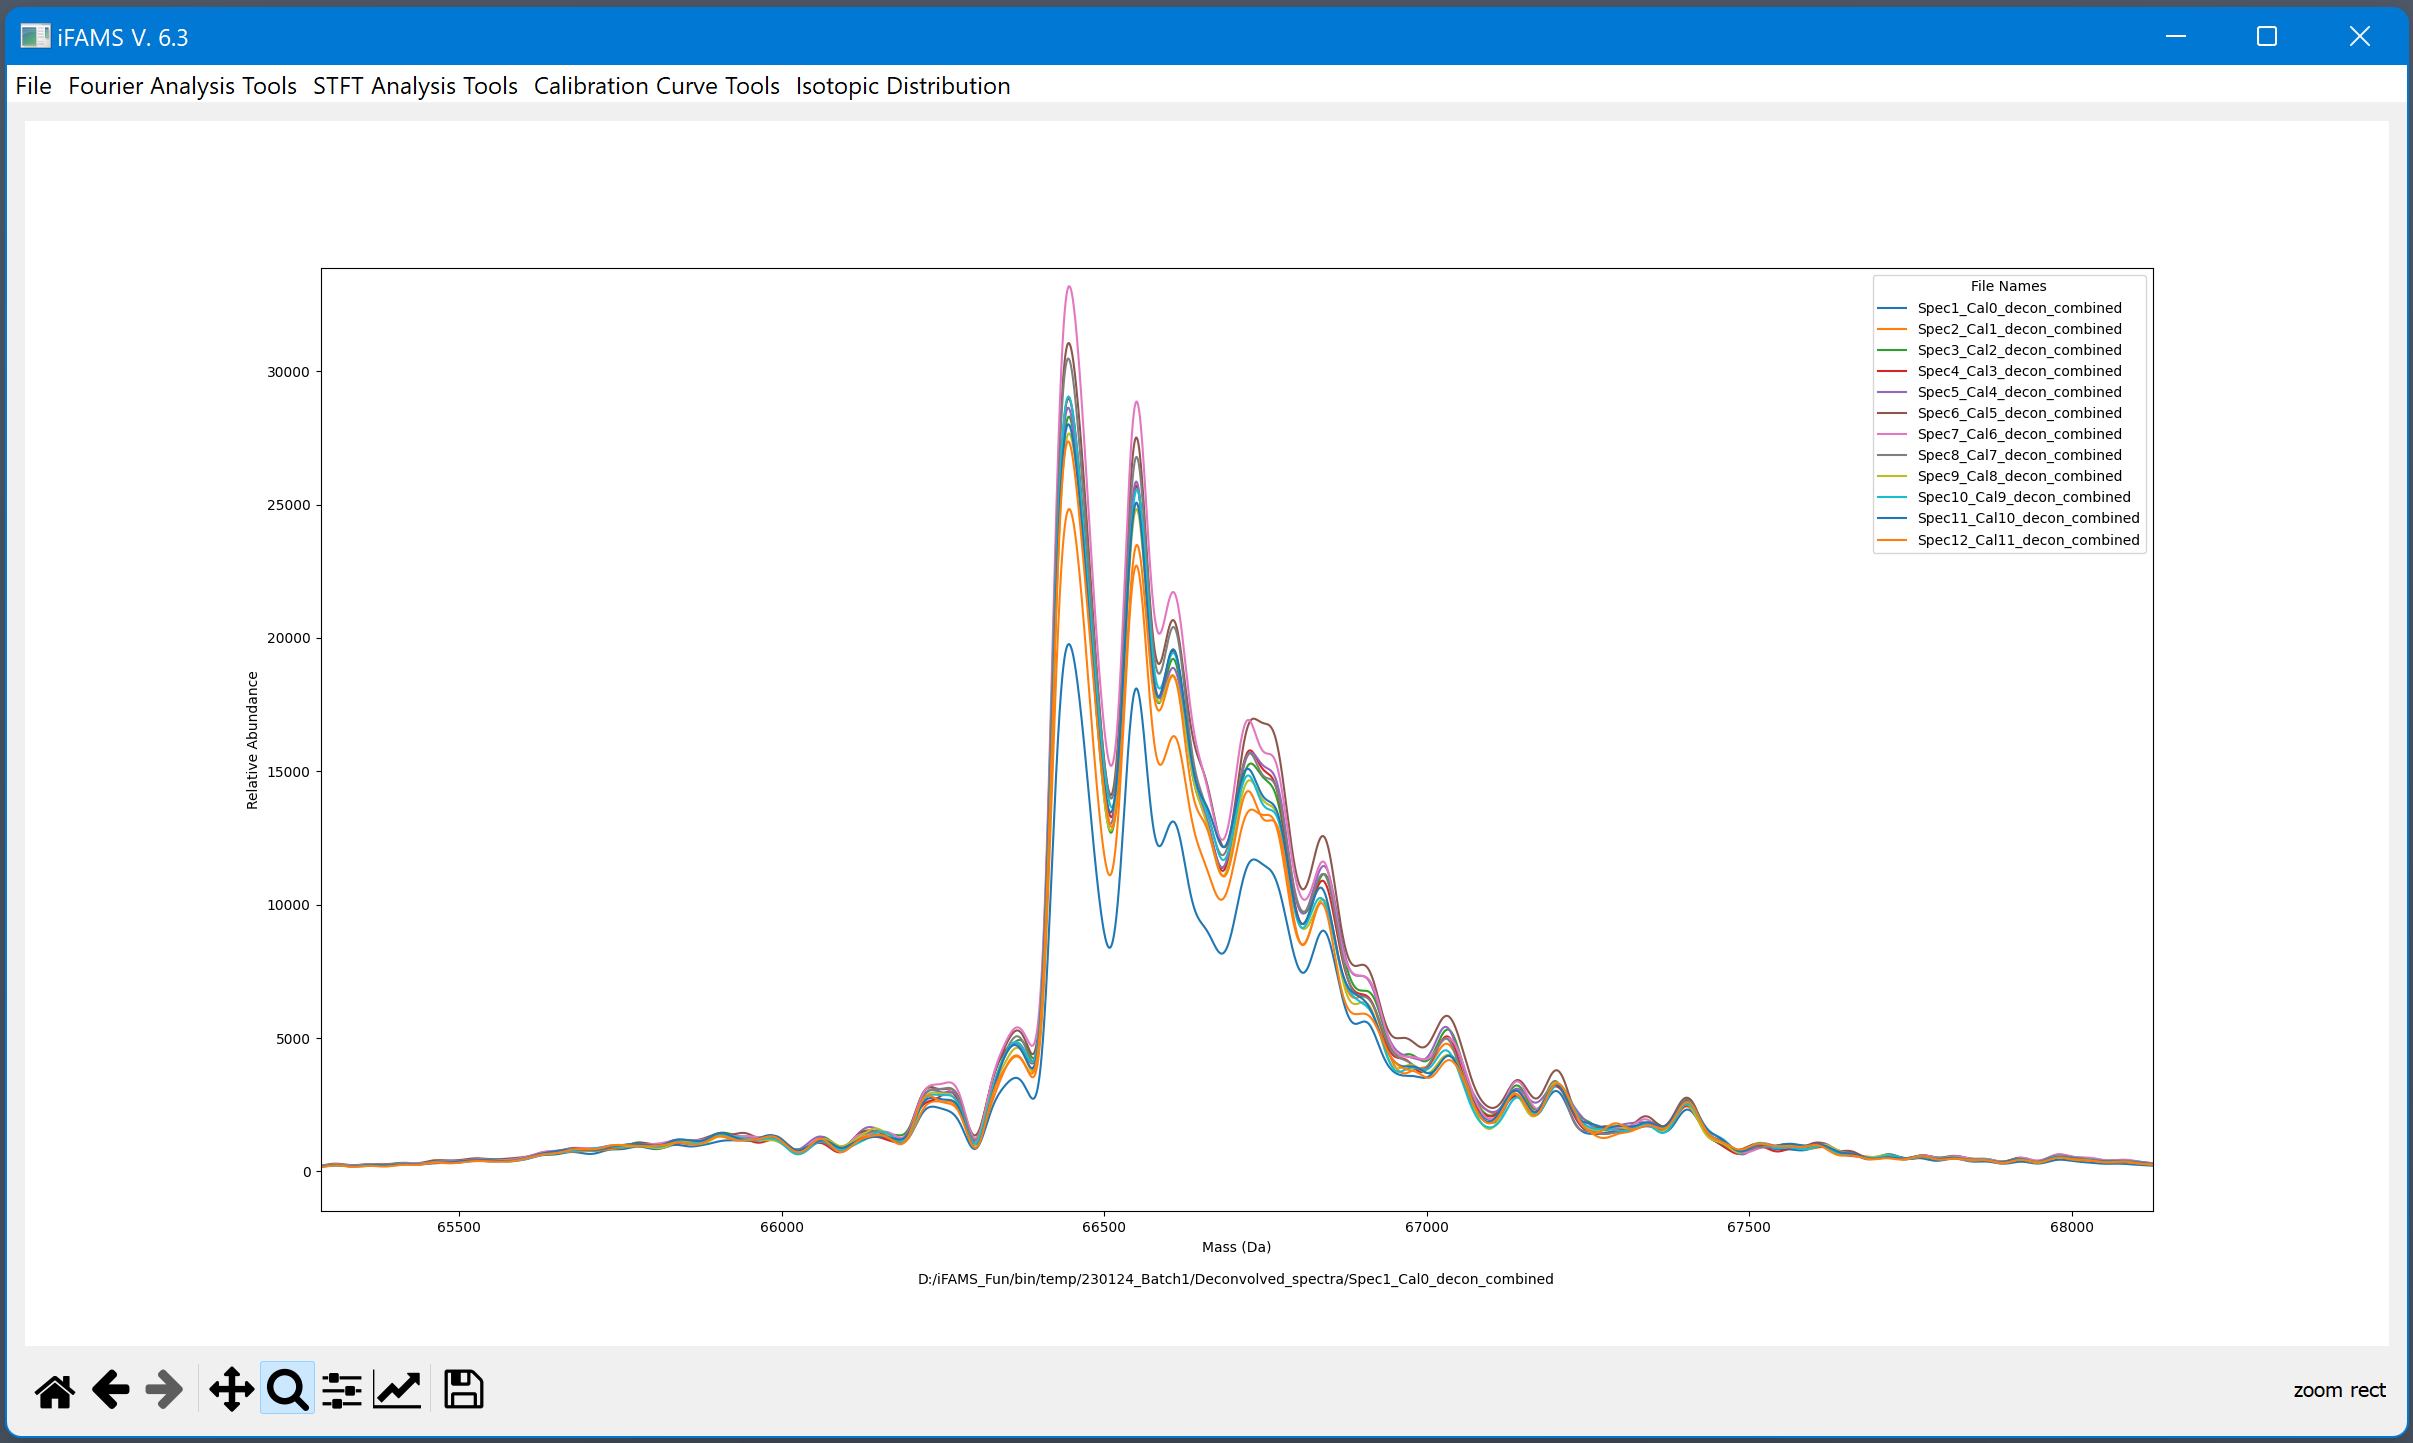 iFAMS V. 6.3
File Fourier Analysis Tools STFT Analysis Tools Calibration Curve Tools Isotopic Distribution
File Names
Spec1_Cal0_decon_combined
Spec2_Cal1_decon_combined
Spec3_Cal2_decon_combined
Spec4_Cal3_decon_combined
Spec5_Cal4_decon_combined
Spec6_Cal5_decon_combined
Spec7_Cal6_decon_combined
Spec8_Cal7_decon_combined
Spec9_Cal8_decon_combined
Spec10_Cal9_decon_combined
Spec11_Cal10_decon_combined
Spec12_Cal11_decon_combined
30000
25000
20000
15000
10000
5000
0
Relative Abundance
65500 66000 66500 67000 67500 68000
Mass (Da)
D:/iFAMS_Fun/bin/temp/230124_Batch1/Deconvolved_spectra/Spec1_Cal0_decon_combined
zoom rect